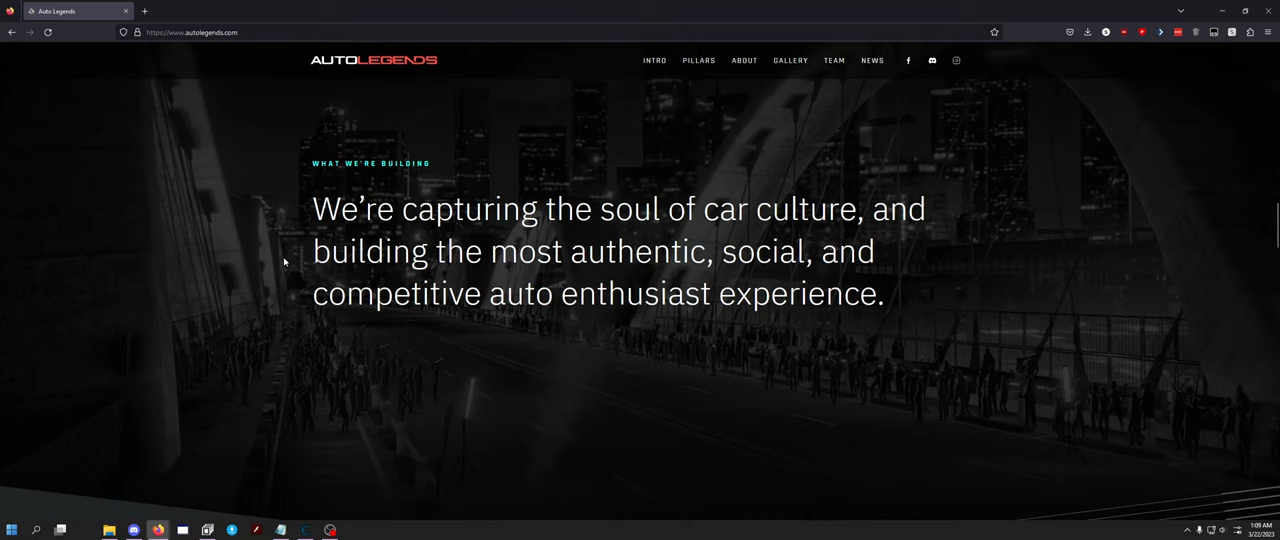 Auto Legends
https://www.autolegends.com
AUTOLEGENDS
INTRO PILLARS ABOUT GALLERY TEAM NEWS
WHAT WE'RE BUILDING
We're capturing the soul of car culture, and
building the most authentic, social, and
competitive auto enthusiast experience.
1:09 AM
3/22/2023